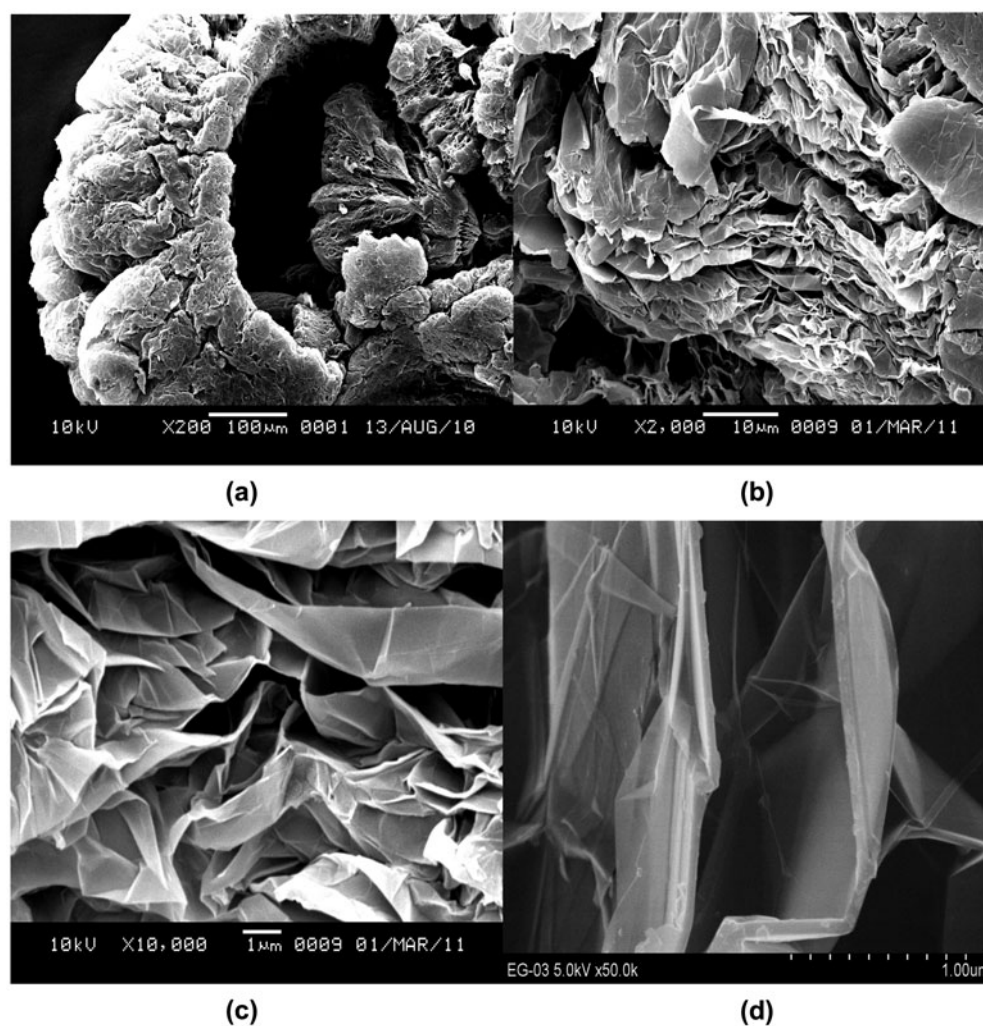 10kV X200 100μm 0001 13/AUG/10
10kV X2,000 10μm 0009 01/MAR/11
(a)
(b)
10kV X10,000 1μm 0009 01/MAR/11
EG-03 5.0kV x50.0k 1.00um
(c)
(d)